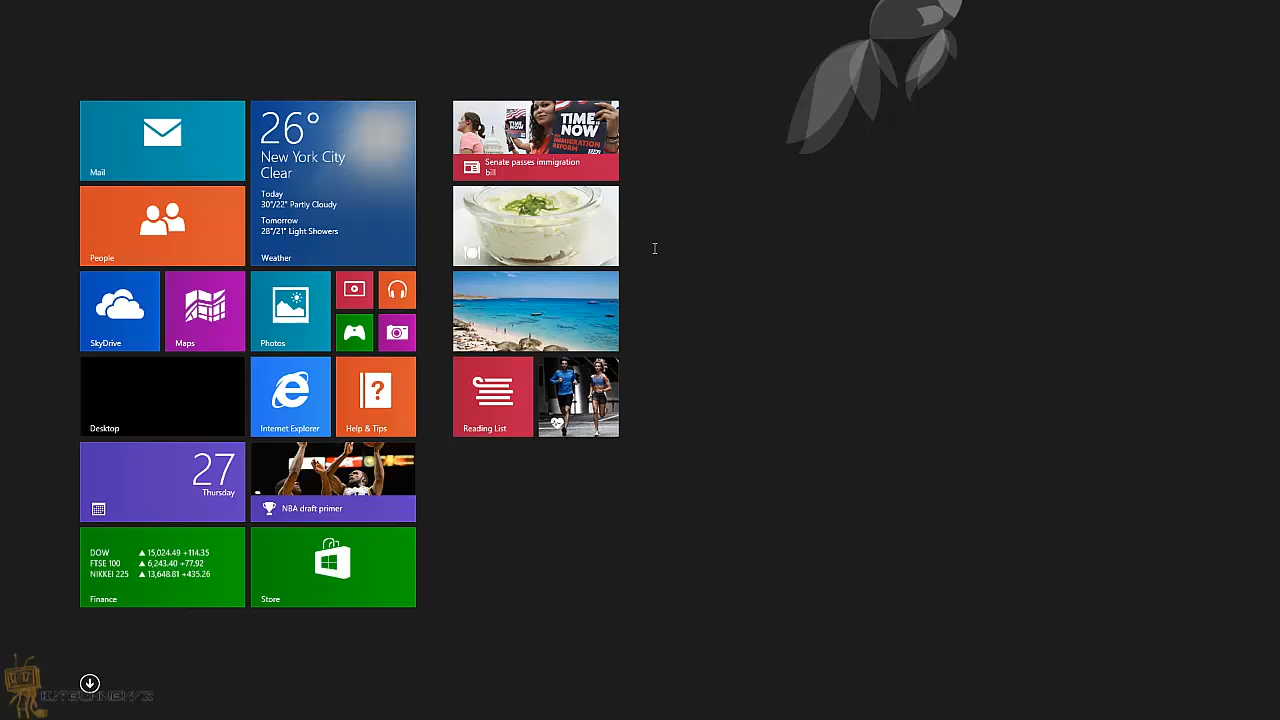 Mail
26°
New York City
Clear
Today
30°/22° Partly Cloudy
Tomorrow
28°/21° Light Showers
Weather
TIME
IS
NOW
IMMIGRATION
REFORM
Senate passes immigration
bill
People
SkyDrive
Maps
Photos
Desktop
Internet Explorer
Help & Tips
Reading List
27
Thursday
NBA draft primer
DOW ▲ 15,024.49 +114.35
FTSE 100 ▲ 6,243.40 +77.92
NIKKEI 225 ▲ 13,648.81 +435.26
Finance
Store